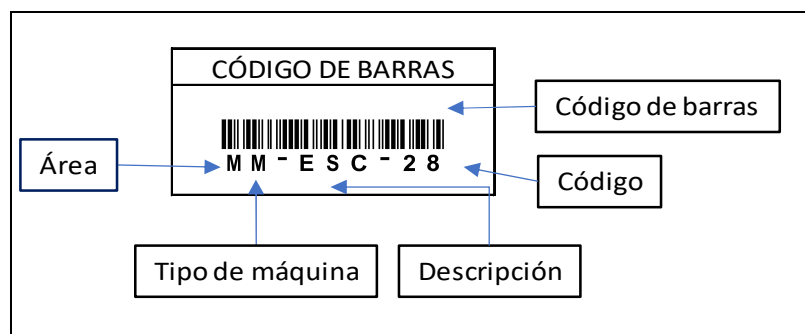 CÓDIGO DE BARRAS
Código de barras
Área
MM-ESC-28
Código
Tipo de máquina
Descripción